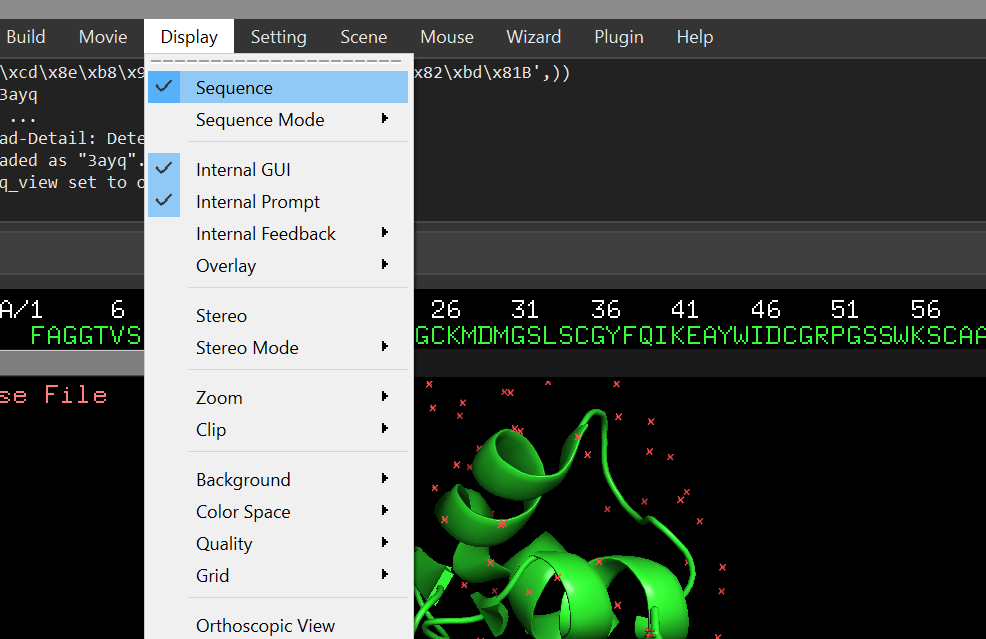 Build Movie Display Setting Scene Mouse Wizard Plugin Help
\xcd\x8e\xb8\x9 x82\xbd\x81B',))
3ayq
...
ad-Detail: Dete
aded as "3ayq".
q_view set to o
Sequence
Sequence Mode
Internal GUI
Internal Prompt
Internal Feedback
Overlay
Stereo
Stereo Mode
Zoom
Clip
Background
Color Space
Quality
Grid
Orthoscopic View
A/1 6 26 31 36 41 46 51 56
FAGGTVS GCKMDMGSLSCGYFQIKEAYWIDCGRPGSSWKSCAA
se File